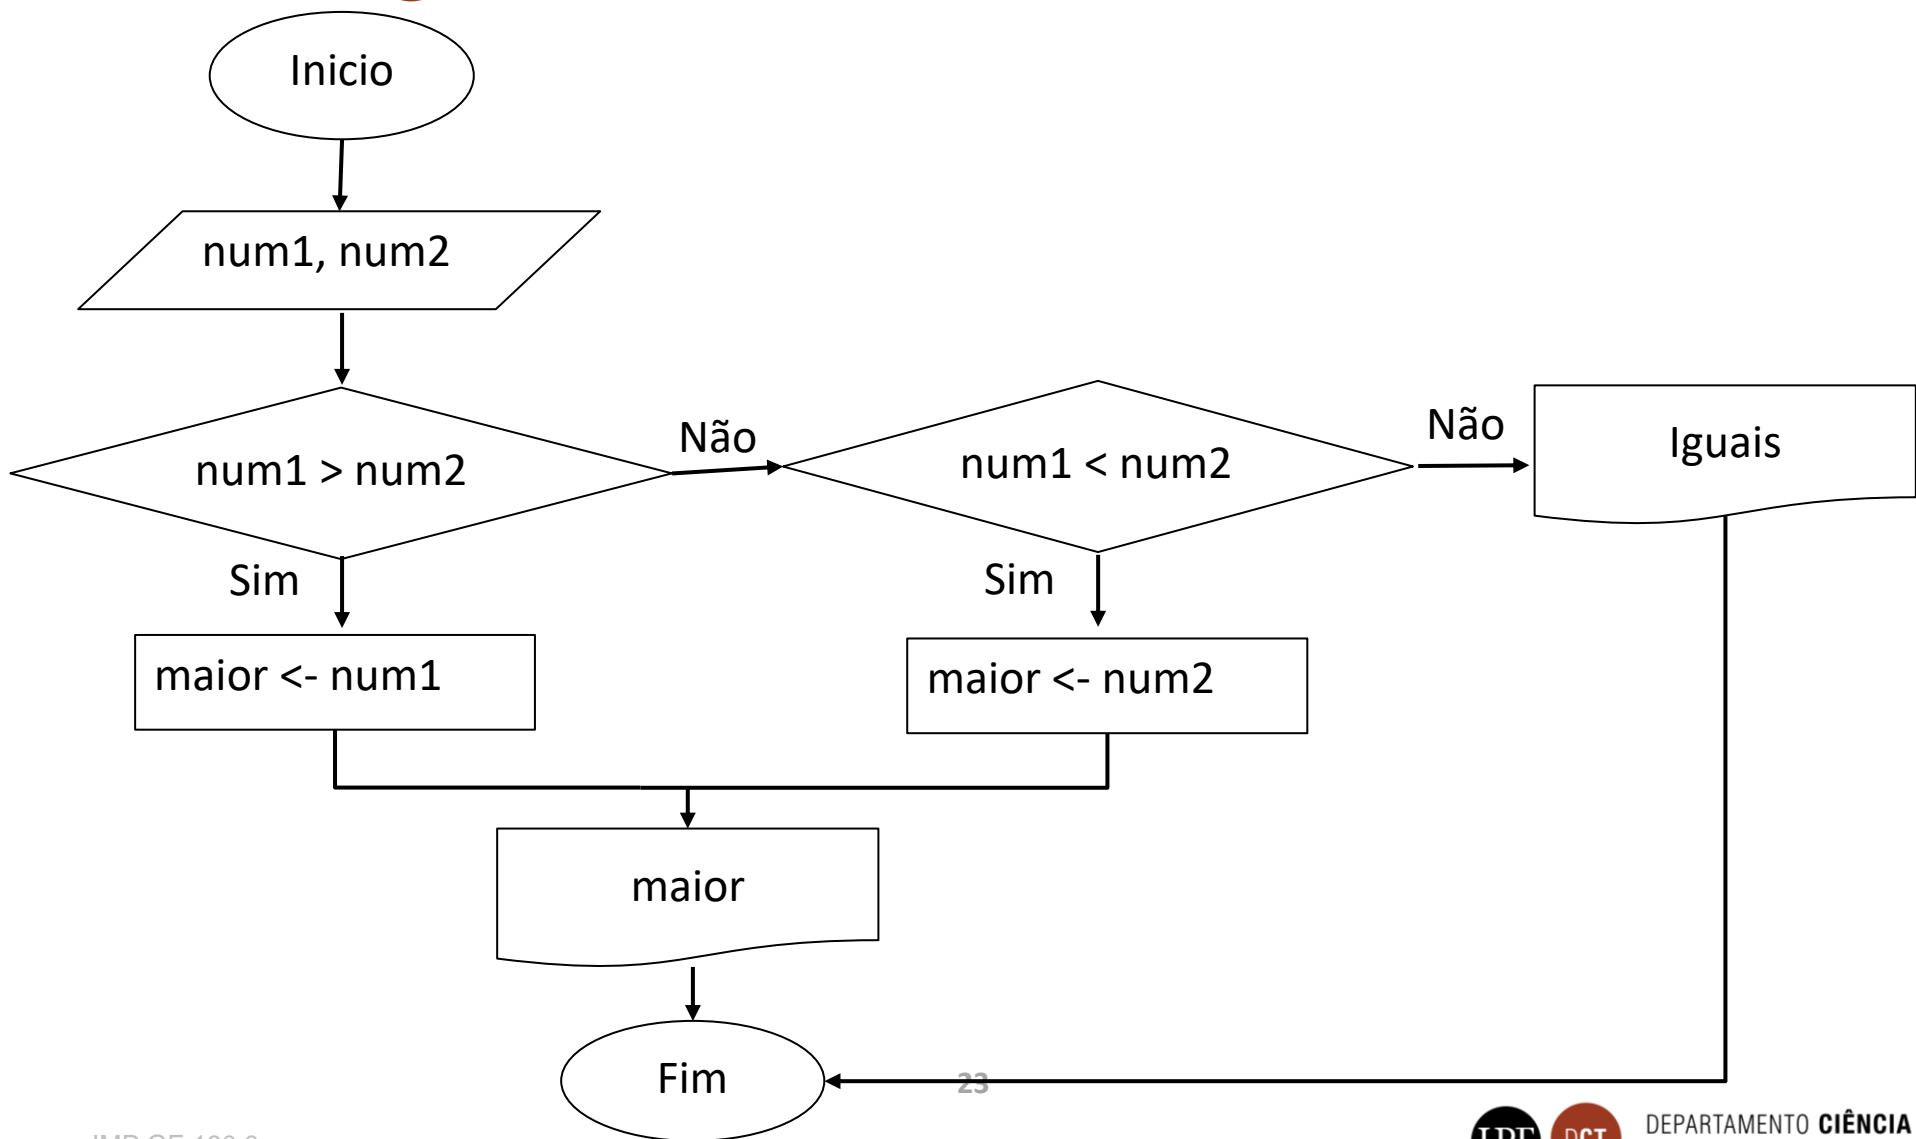 Inicio
num1, num2
num1 > num2
Não
num1 < num2
Não
Iguais
Sim
Sim
maior <- num1
maior <- num2
maior
Fim
23
DEPARTAMENTO CIÊNCIA